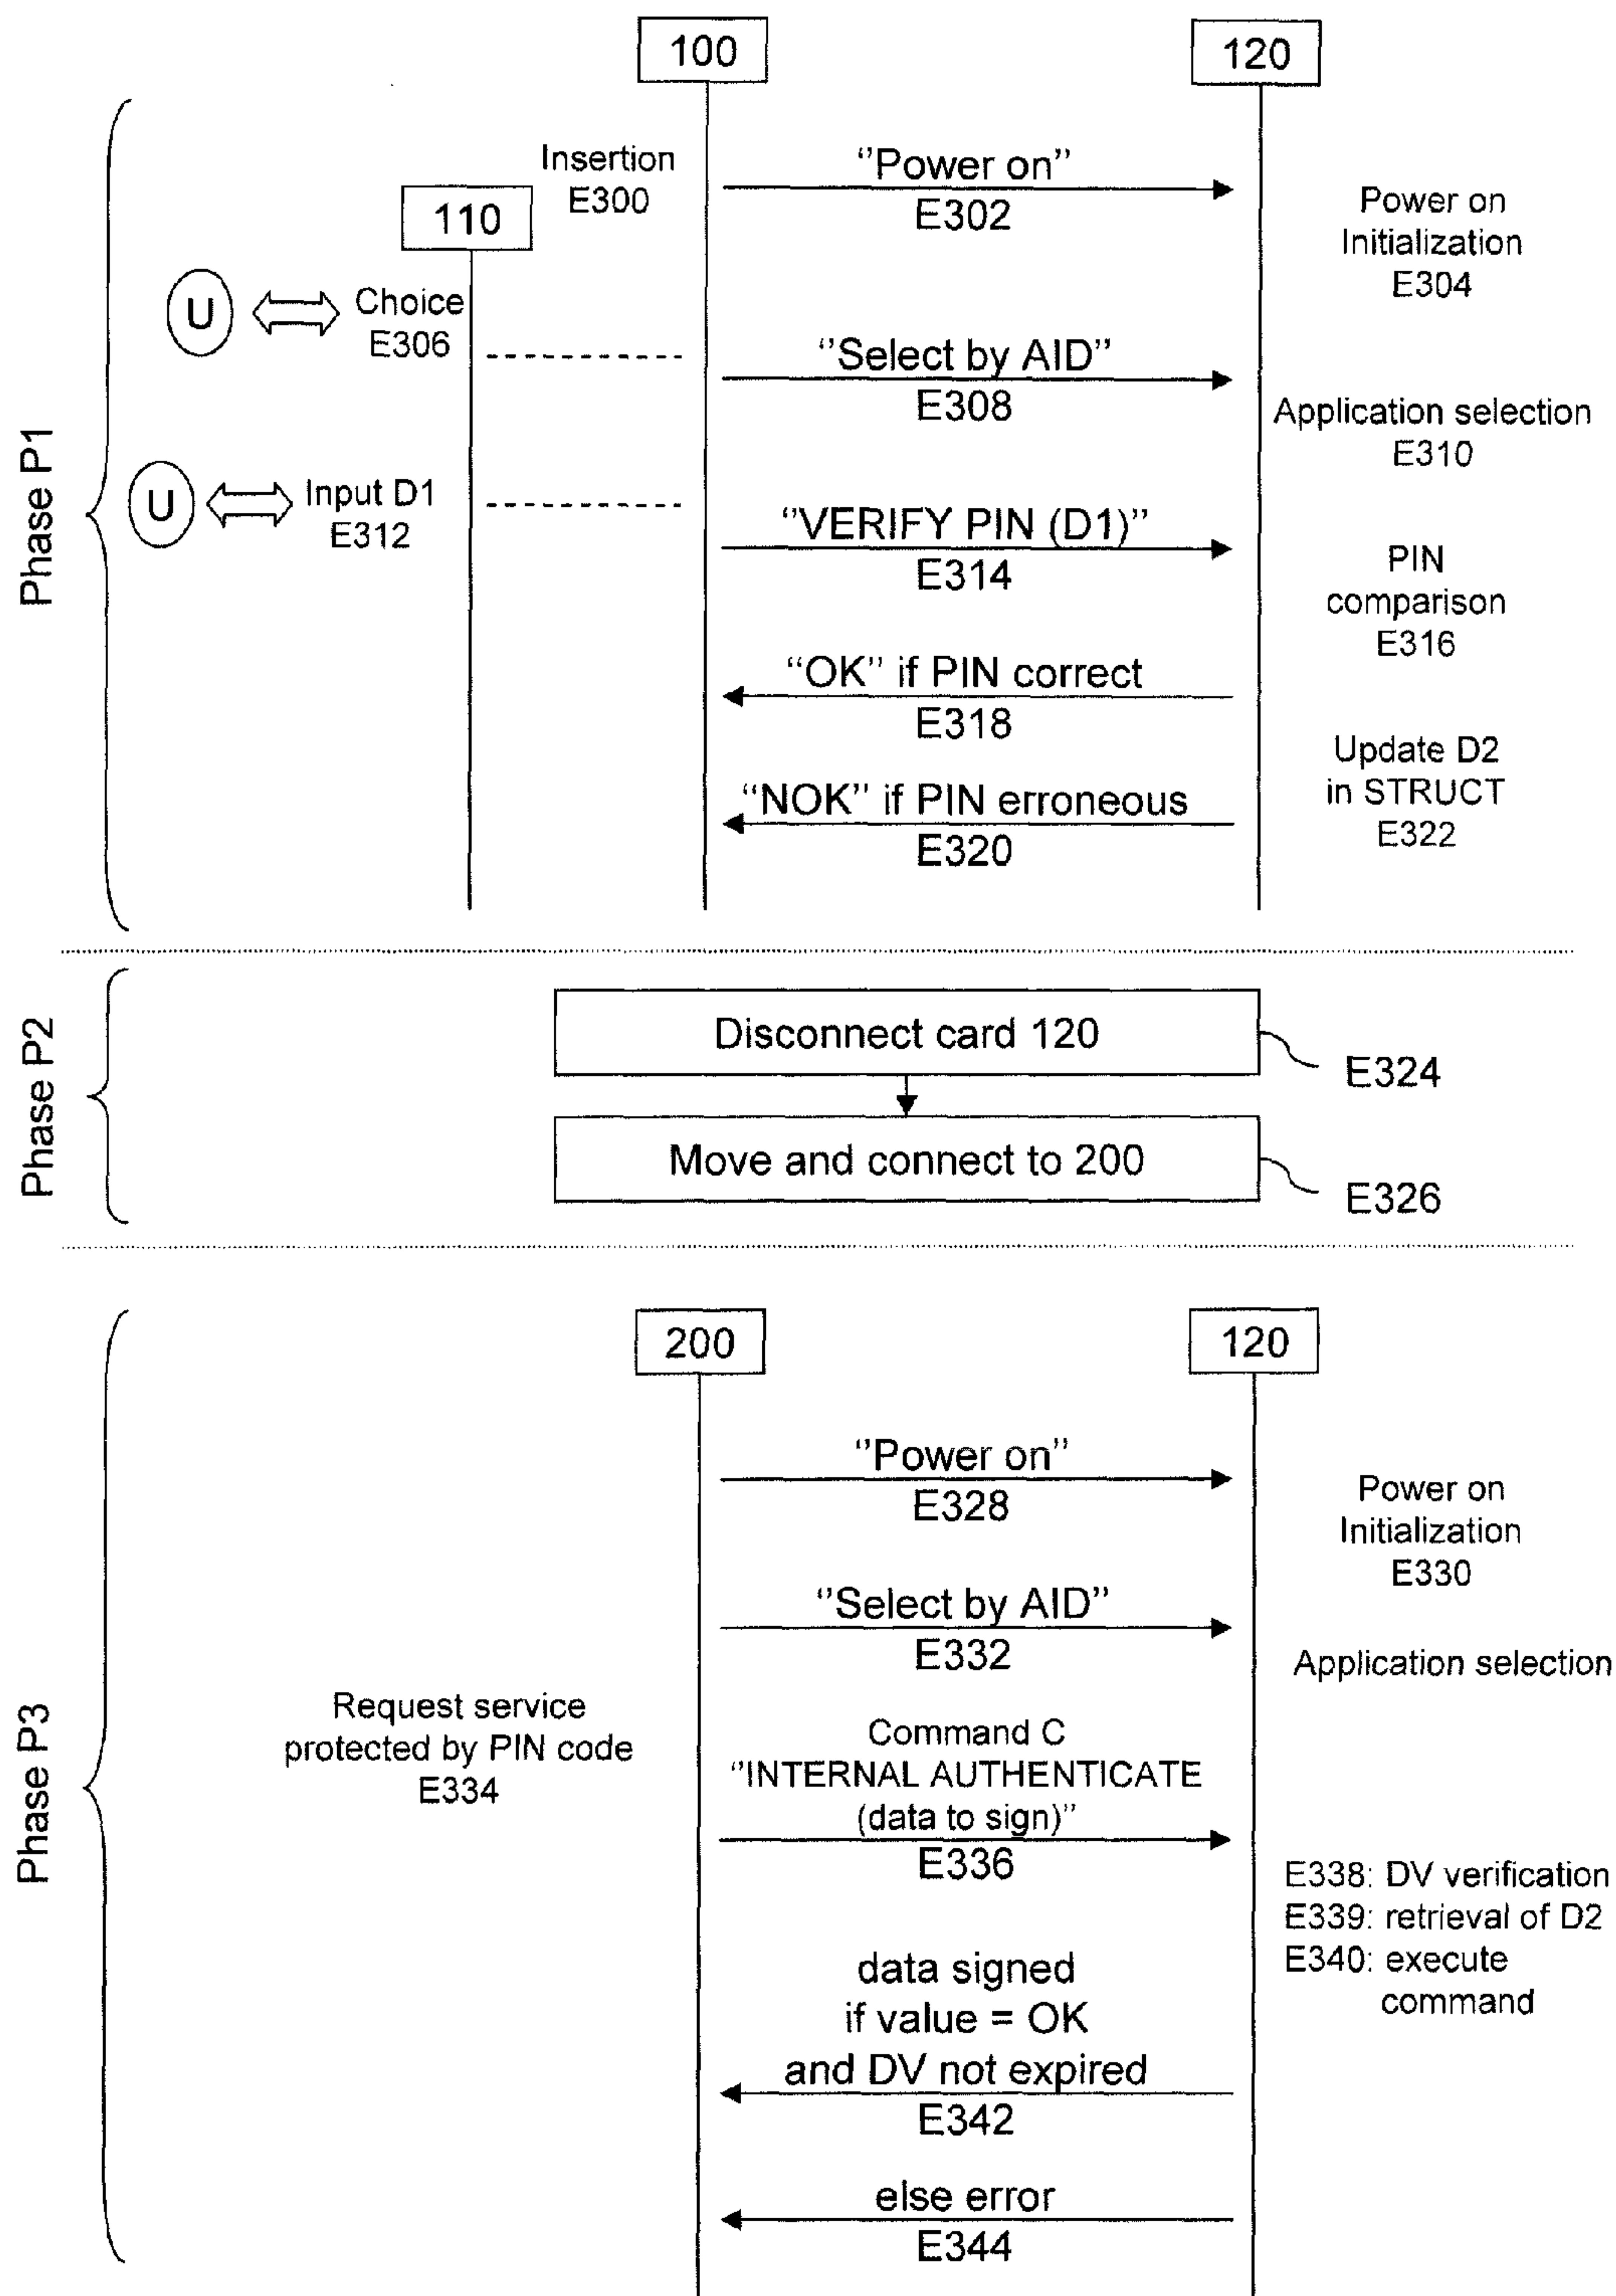 100
120
Insertion
E300
‘‘Power on’’
E302
110
Power on
Initialization
E304
U
Choice
E306
‘‘Select by AID’’
E308
Application selection
E310
Phase P1
U
Input D1
E312
‘‘VERIFY PIN (D1)’’
E314
PIN
comparison
E316
“OK” if PIN correct
E318
Update D2
in STRUCT
E322
“NOK” if PIN erroneous
E320
Phase P2
Disconnect card 120
E324
Move and connect to 200
E326
200
120
Phase P3
‘‘Power on’’
E328
Power on
Initialization
E330
‘‘Select by AID’’
E332
Application selection
Request service
protected by PIN code
E334
Command C
‘‘INTERNAL AUTHENTICATE
(data to sign)’’
E336
E338: DV verification
E339: retrieval of D2
E340: execute
command
data signed
if value = OK
and DV not expired
E342
else error
E344